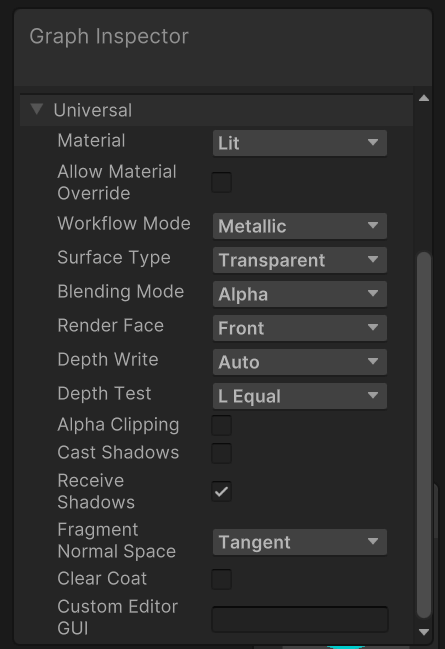 Graph Inspector
Universal
Material Lit
Allow Material
Override
Workflow Mode Metallic
Surface Type Transparent
Blending Mode Alpha
Render Face Front
Depth Write Auto
Depth Test L Equal
Alpha Clipping
Cast Shadows
Receive
Shadows
Fragment
Normal Space Tangent
Clear Coat
Custom Editor
GUI